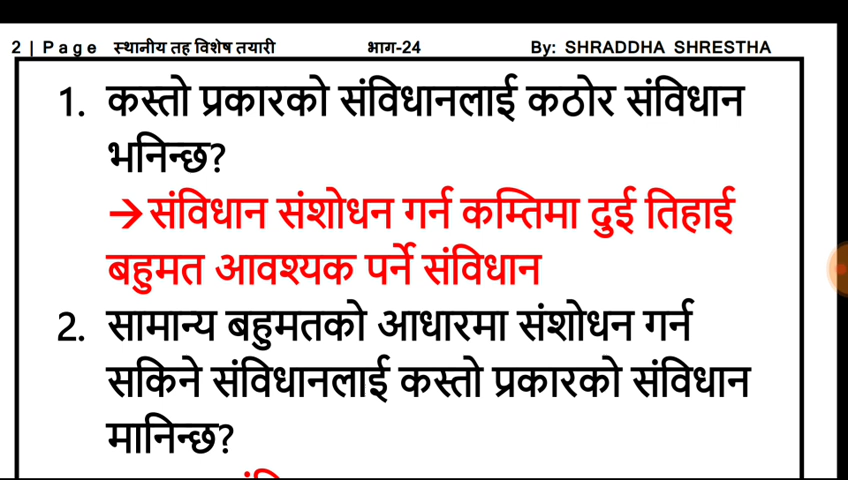 2 | Page स्थानीय तह विशेष तयारी भाग-24 By: SHRADDHA SHRESTHA
1. कस्तो प्रकारको संविधानलाई कठोर संविधान
भनिन्छ?
→संविधान संशोधन गर्न कम्तिमा दुई तिहाई
बहुमत आवश्यक पर्ने संविधान
2. सामान्य बहुमतको आधारमा संशोधन गर्न
सकिने संविधानलाई कस्तो प्रकारको संविधान
मानिन्छ?